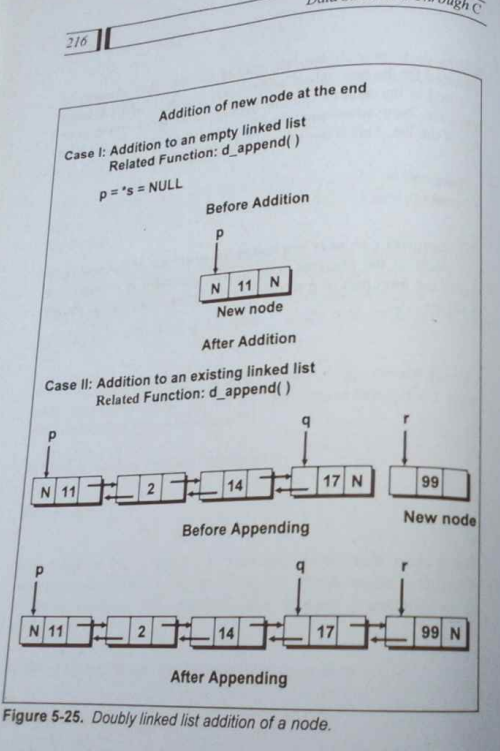 216
Addition of new node at the end
Case I: Addition to an empty linked list
Related Function: d_append( )
p = *s = NULL
Before Addition
p
N 11 N
New node
After Addition
Case II: Addition to an existing linked list
Related Function: d_append( )
p q r
N 11 2 14 17 N 99
Before Appending
New node
p q r
N 11 2 14 17 99 N
After Appending
Figure 5-25. Doubly linked list addition of a node.